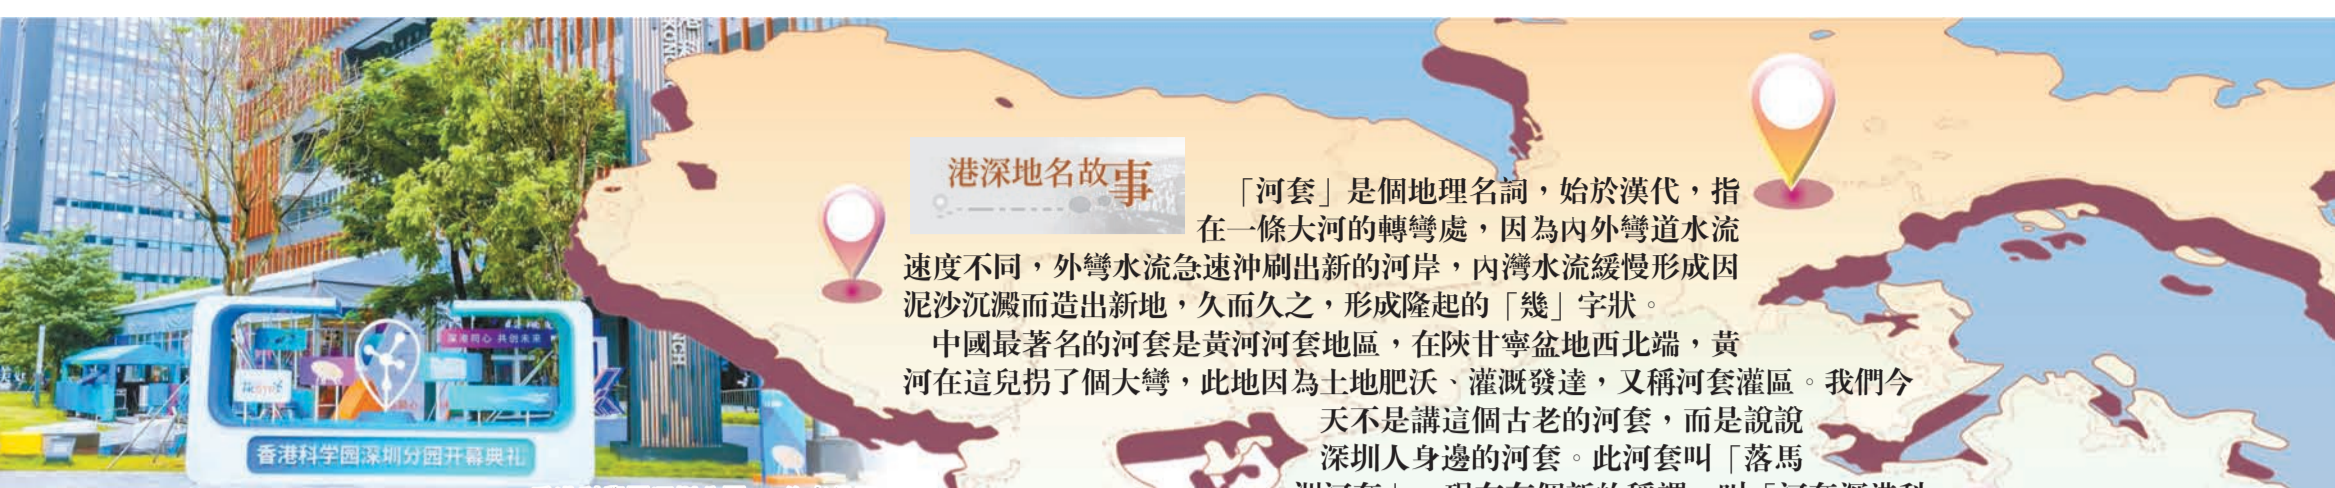 港深地名故事
「河套」是個地理名詞，始於漢代，指
在一條大河的轉彎處，因為內外彎道水流
速度不同，外彎水流急速沖刷出新的河岸，內灣水流緩慢形成因
泥沙沉澱而造出新地，久而久之，形成隆起的「幾」字狀。
中國最著名的河套是黃河河套地區，在陝甘寧盆地西北端，黃
河在這兒拐了個大彎，此地因為土地肥沃、灌溉發達，又稱河套灌區。我們今
天不是講這個古老的河套，而是說說
深圳人身邊的河套。此河套叫「落馬
深港同心 共创未来
香港科学园深圳分园开幕典礼